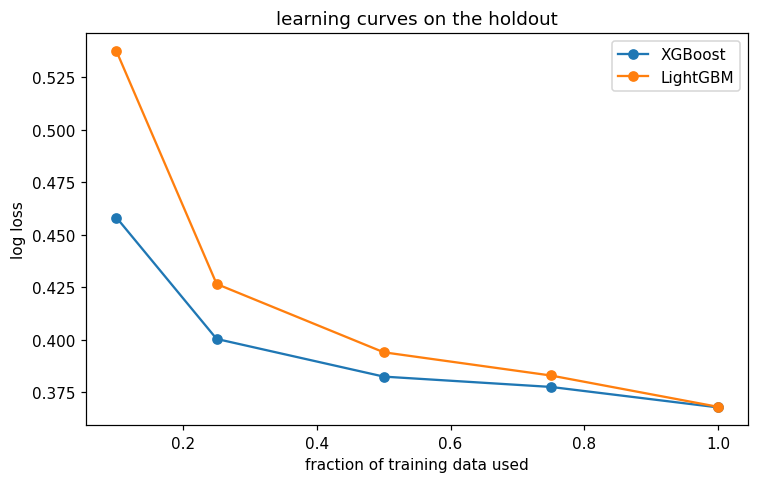 learning curves on the holdout
XGBoost
LightGBM
log loss
0.525
0.500
0.475
0.450
0.425
0.400
0.375
0.2
0.4
0.6
0.8
1.0
fraction of training data used